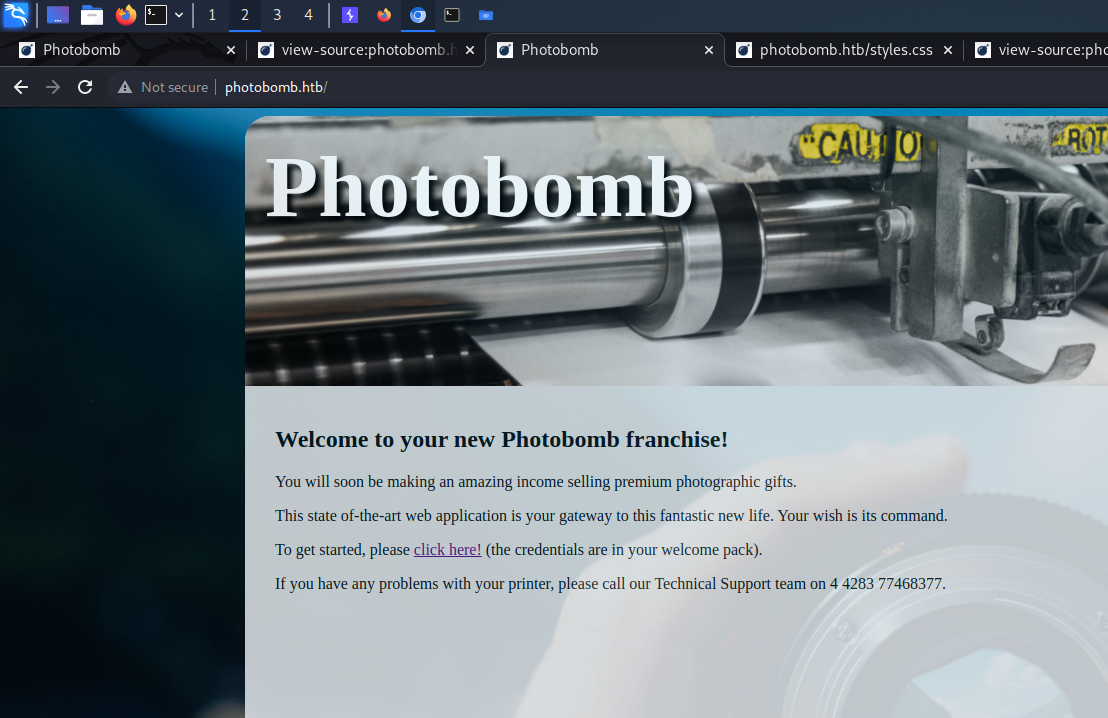 1 2 3 4
Photobomb
view-source:photobomb.h
Photobomb
photobomb.htb/styles.css
view-source:pho
Not secure photobomb.htb/
"CAUTIO
ROT
Photobomb
Welcome to your new Photobomb franchise!
You will soon be making an amazing income selling premium photographic gifts.
This state of-the-art web application is your gateway to this fantastic new life. Your wish is its command.
To get started, please click here! (the credentials are in your welcome pack).
If you have any problems with your printer, please call our Technical Support team on 4 4283 77468377.